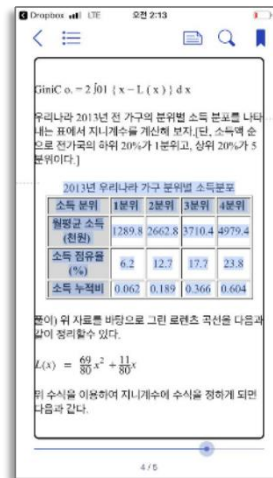 Dropbox LTE 오전 2:13
GiniC o. = 2 ∫01 { x − L ( x ) } d x
우리나라 2013년 전 가구의 분위별 소득 분포를 나타
내는 표에서 지니계수를 계산해 보자.[단, 소득액 순
으로 전가국의 하위 20%가 1분위고, 상위 20%가 5
분위이다.]
2013년 우리나라 가구 분위별 소득분포
소득 분위 1분위 2분위 3분위 4분위
월평균 소득 1289.8 2662.8 3710.4 4979.4
(천원)
소득 점유율 6.2 12.7 17.7 23.8
(%)
소득 누적비 0.062 0.189 0.366 0.604
풀이) 위 자료를 바탕으로 그린 로렌츠 곡선을 다음과
같이 정리할수 있다.
L(x) = 69/80 x² + 11/80 x
위 수식을 이용하여 지니계수에 수식을 정하게 되면
다음과 같다.
4 / 5